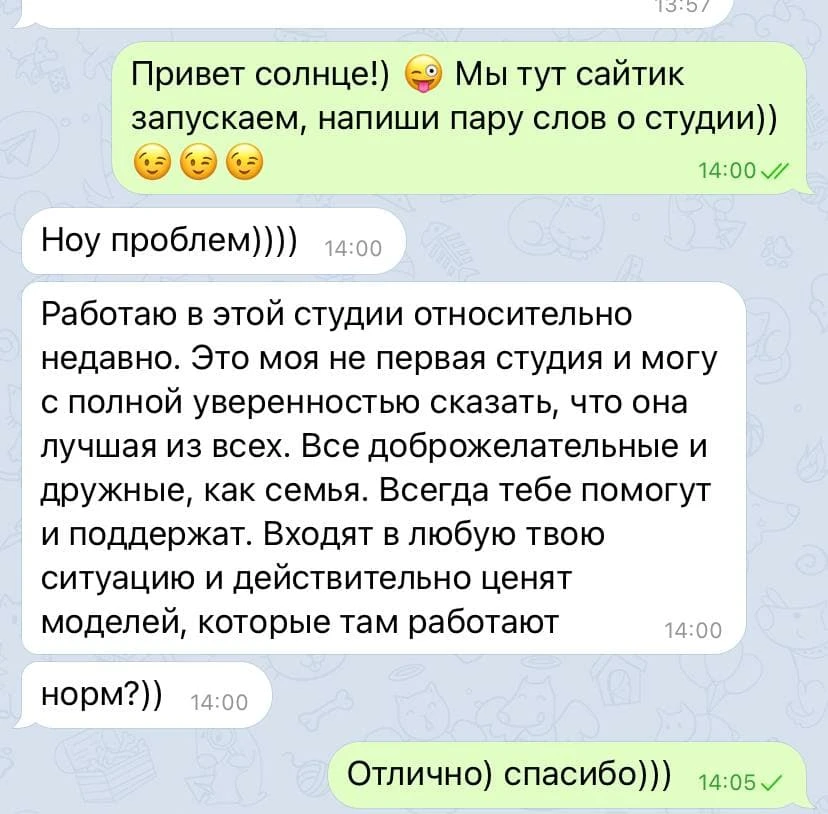 13:57
Привет солнце!) 😜 Мы тут сайтик
запускаем, напиши пару слов о студии))
😉😉😉 14:00
Ноу проблем)))) 14:00
Работаю в этой студии относительно
недавно. Это моя не первая студия и могу
с полной уверенностью сказать, что она
лучшая из всех. Все доброжелательные и
дружные, как семья. Всегда тебе помогут
и поддержат. Входят в любую твою
ситуацию и действительно ценят
моделей, которые там работают 14:00
норм?)) 14:00
Отлично) спасибо))) 14:05